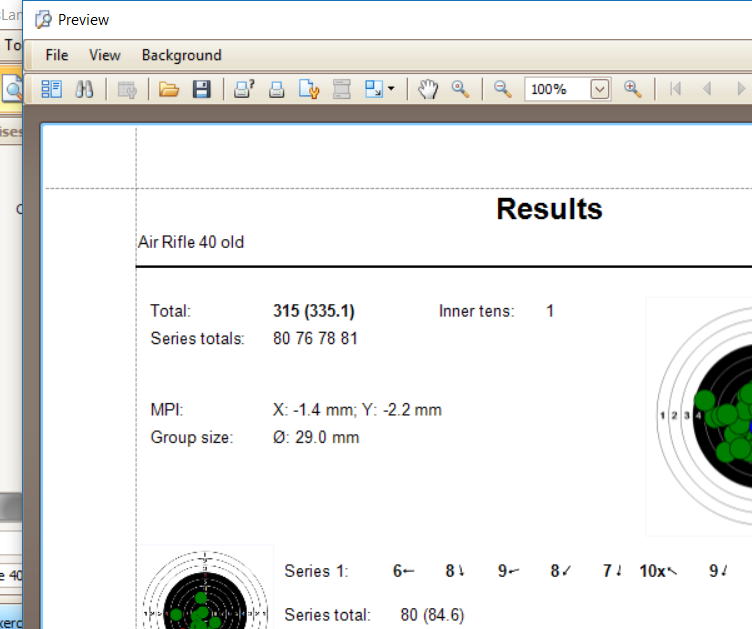 Preview
File View Background
100%
Results
Air Rifle 40 old
Total: 315 (335.1) Inner tens: 1
Series totals: 80 76 78 81
MPI: X: -1.4 mm; Y: -2.2 mm
Group size: Ø: 29.0 mm
1 2 3 4
Series 1: 6← 8↓ 9← 8↙ 7↓ 10x↖ 9↙
Series total: 80 (84.6)